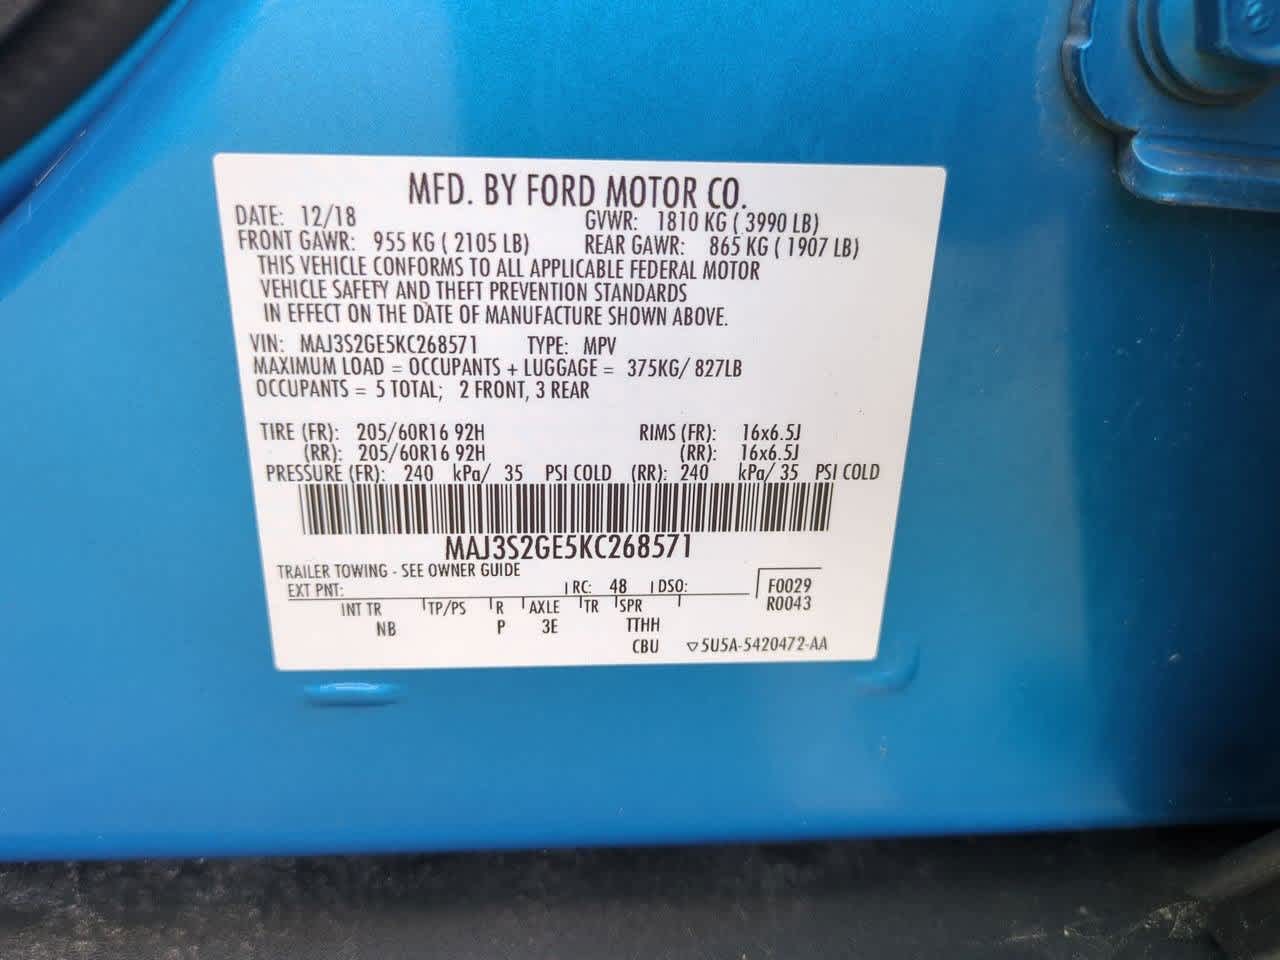 MFD. BY FORD MOTOR CO.
DATE: 12/18 GVWR: 1810 KG ( 3990 LB)
FRONT GAWR: 955 KG ( 2105 LB) REAR GAWR: 865 KG ( 1907 LB)
THIS VEHICLE CONFORMS TO ALL APPLICABLE FEDERAL MOTOR
VEHICLE SAFETY AND THEFT PREVENTION STANDARDS
IN EFFECT ON THE DATE OF MANUFACTURE SHOWN ABOVE.
VIN: MAJ3S2GE5KC268571 TYPE: MPV
MAXIMUM LOAD = OCCUPANTS + LUGGAGE = 375KG/ 827LB
OCCUPANTS = 5 TOTAL; 2 FRONT, 3 REAR
TIRE (FR): 205/60R16 92H RIMS (FR): 16x6.5J
(RR): 205/60R16 92H (RR): 16x6.5J
PRESSURE (FR): 240 kPa/ 35 PSI COLD (RR): 240 kPa/ 35 PSI COLD
MAJ3S2GE5KC268571
TRAILER TOWING - SEE OWNER GUIDE
EXT PNT: RC: 48 DSO: F0029
INT TR TP/PS R AXLE TR SPR R0043
NB P 3E TTHH
CBU ▽5U5A-5420472-AA